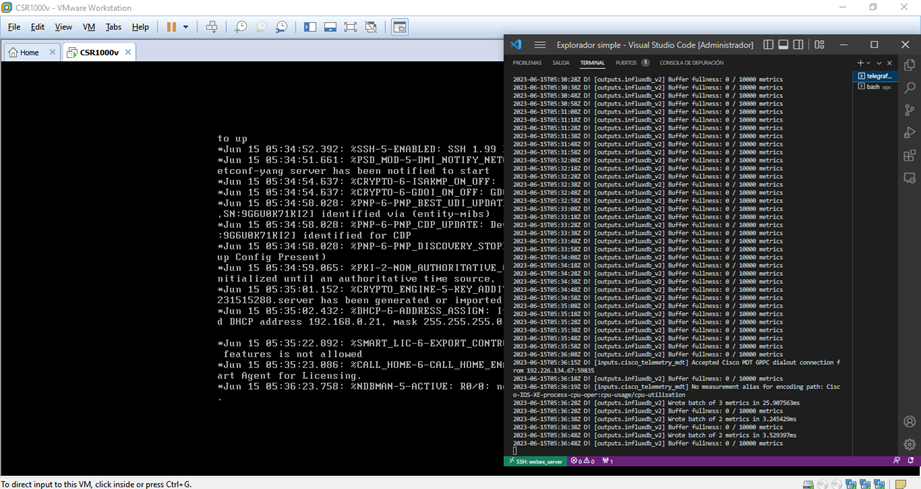 CSR1000v - VMware Workstation
File Edit View VM Tabs Help
Home
CSR1000v
to up
*Jun 15 05:34:52.392: %SSH-5-ENABLED: SSH 1.99
*Jun 15 05:34:51.661: %PSD_MOD-5-DMI_NOTIFY_NET
etconf-yang server has been notified to start
*Jun 15 05:34:54.637: %CRYPTO-6-ISAKMP_ON_OFF:
*Jun 15 05:34:54.637: %CRYPTO-6-GDOI_ON_OFF: GD
*Jun 15 05:34:58.028: %PNP-6-PNP_BEST_UDI_UPDAT
,SN:9GGU0K71KI2] identified via (entity-mibs)
*Jun 15 05:34:58.028: %PNP-6-PNP_CDP_UPDATE: De
:9GGU0K71KI2] identified for CDP
*Jun 15 05:34:58.028: %PNP-6-PNP_DISCOVERY_STOP
up Config Present)
*Jun 15 05:34:59.065: %PKI-2-NON_AUTHORITATIVE_
nitialized until an authoritative time source,
*Jun 15 05:35:01.152: %CRYPTO_ENGINE-5-KEY_ADDI
231515288.server has been generated or imported
*Jun 15 05:35:02.432: %DHCP-6-ADDRESS_ASSIGN: I
d DHCP address 192.168.0.21, mask 255.255.255.0
*Jun 15 05:35:22.892: %SMART_LIC-6-EXPORT_CONTR
features is not allowed
*Jun 15 05:35:23.086: %CALL_HOME-6-CALL_HOME_EN
art Agent for Licensing.
*Jun 15 05:36:23.758: %NDBMAN-5-ACTIVE: R0/0: n
.
Explorador simple - Visual Studio Code [Administrador]
PROBLEMAS SALIDA TERMINAL PUERTOS 1 CONSOLA DE DEPURACIÓN
telegraf...
bash opc
2023-06-15T05:30:28Z D! [outputs.influxdb_v2] Buffer fullness: 0 / 10000 metrics
2023-06-15T05:30:38Z D! [outputs.influxdb_v2] Buffer fullness: 0 / 10000 metrics
2023-06-15T05:30:48Z D! [outputs.influxdb_v2] Buffer fullness: 0 / 10000 metrics
2023-06-15T05:30:58Z D! [outputs.influxdb_v2] Buffer fullness: 0 / 10000 metrics
2023-06-15T05:31:08Z D! [outputs.influxdb_v2] Buffer fullness: 0 / 10000 metrics
2023-06-15T05:31:18Z D! [outputs.influxdb_v2] Buffer fullness: 0 / 10000 metrics
2023-06-15T05:31:28Z D! [outputs.influxdb_v2] Buffer fullness: 0 / 10000 metrics
2023-06-15T05:31:38Z D! [outputs.influxdb_v2] Buffer fullness: 0 / 10000 metrics
2023-06-15T05:31:48Z D! [outputs.influxdb_v2] Buffer fullness: 0 / 10000 metrics
2023-06-15T05:31:58Z D! [outputs.influxdb_v2] Buffer fullness: 0 / 10000 metrics
2023-06-15T05:32:08Z D! [outputs.influxdb_v2] Buffer fullness: 0 / 10000 metrics
2023-06-15T05:32:18Z D! [outputs.influxdb_v2] Buffer fullness: 0 / 10000 metrics
2023-06-15T05:32:28Z D! [outputs.influxdb_v2] Buffer fullness: 0 / 10000 metrics
2023-06-15T05:32:38Z D! [outputs.influxdb_v2] Buffer fullness: 0 / 10000 metrics
2023-06-15T05:32:48Z D! [outputs.influxdb_v2] Buffer fullness: 0 / 10000 metrics
2023-06-15T05:32:58Z D! [outputs.influxdb_v2] Buffer fullness: 0 / 10000 metrics
2023-06-15T05:33:08Z D! [outputs.influxdb_v2] Buffer fullness: 0 / 10000 metrics
2023-06-15T05:33:18Z D! [outputs.influxdb_v2] Buffer fullness: 0 / 10000 metrics
2023-06-15T05:33:28Z D! [outputs.influxdb_v2] Buffer fullness: 0 / 10000 metrics
2023-06-15T05:33:38Z D! [outputs.influxdb_v2] Buffer fullness: 0 / 10000 metrics
2023-06-15T05:33:48Z D! [outputs.influxdb_v2] Buffer fullness: 0 / 10000 metrics
2023-06-15T05:33:58Z D! [outputs.influxdb_v2] Buffer fullness: 0 / 10000 metrics
2023-06-15T05:34:08Z D! [outputs.influxdb_v2] Buffer fullness: 0 / 10000 metrics
2023-06-15T05:34:18Z D! [outputs.influxdb_v2] Buffer fullness: 0 / 10000 metrics
2023-06-15T05:34:28Z D! [outputs.influxdb_v2] Buffer fullness: 0 / 10000 metrics
2023-06-15T05:34:38Z D! [outputs.influxdb_v2] Buffer fullness: 0 / 10000 metrics
2023-06-15T05:34:48Z D! [outputs.influxdb_v2] Buffer fullness: 0 / 10000 metrics
2023-06-15T05:34:58Z D! [outputs.influxdb_v2] Buffer fullness: 0 / 10000 metrics
2023-06-15T05:35:08Z D! [outputs.influxdb_v2] Buffer fullness: 0 / 10000 metrics
2023-06-15T05:35:18Z D! [outputs.influxdb_v2] Buffer fullness: 0 / 10000 metrics
2023-06-15T05:35:28Z D! [outputs.influxdb_v2] Buffer fullness: 0 / 10000 metrics
2023-06-15T05:35:38Z D! [outputs.influxdb_v2] Buffer fullness: 0 / 10000 metrics
2023-06-15T05:35:48Z D! [outputs.influxdb_v2] Buffer fullness: 0 / 10000 metrics
2023-06-15T05:35:58Z D! [outputs.influxdb_v2] Buffer fullness: 0 / 10000 metrics
2023-06-15T05:36:08Z D! [outputs.influxdb_v2] Buffer fullness: 0 / 10000 metrics
2023-06-15T05:36:15Z D! [inputs.cisco_telemetry_mdt] Accepted Cisco MDT GRPC dialout connection f
rom 192.226.134.67:59835
2023-06-15T05:36:18Z D! [outputs.influxdb_v2] Buffer fullness: 0 / 10000 metrics
2023-06-15T05:36:19Z D! [inputs.cisco_telemetry_mdt] No measurement alias for encoding path: Cisc
o-IOS-XE-process-cpu-oper:cpu-usage/cpu-utilization
2023-06-15T05:36:28Z D! [outputs.influxdb_v2] Wrote batch of 3 metrics in 25.907563ms
2023-06-15T05:36:28Z D! [outputs.influxdb_v2] Buffer fullness: 0 / 10000 metrics
2023-06-15T05:36:38Z D! [outputs.influxdb_v2] Wrote batch of 2 metrics in 3.245429ms
2023-06-15T05:36:38Z D! [outputs.influxdb_v2] Buffer fullness: 0 / 10000 metrics
2023-06-15T05:36:48Z D! [outputs.influxdb_v2] Wrote batch of 2 metrics in 3.529397ms
2023-06-15T05:36:48Z D! [outputs.influxdb_v2] Buffer fullness: 0 / 10000 metrics
SSH: webex_server 0 0 1
To direct input to this VM, click inside or press Ctrl+G.